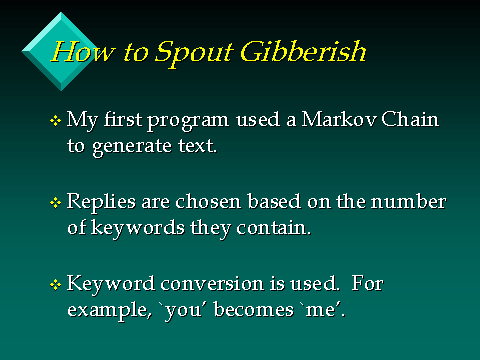 How to Spout Gibberish
My first program used a Markov Chain
to generate text.
Replies are chosen based on the number
of keywords they contain.
Keyword conversion is used.  For
example, `you’ becomes `me’.